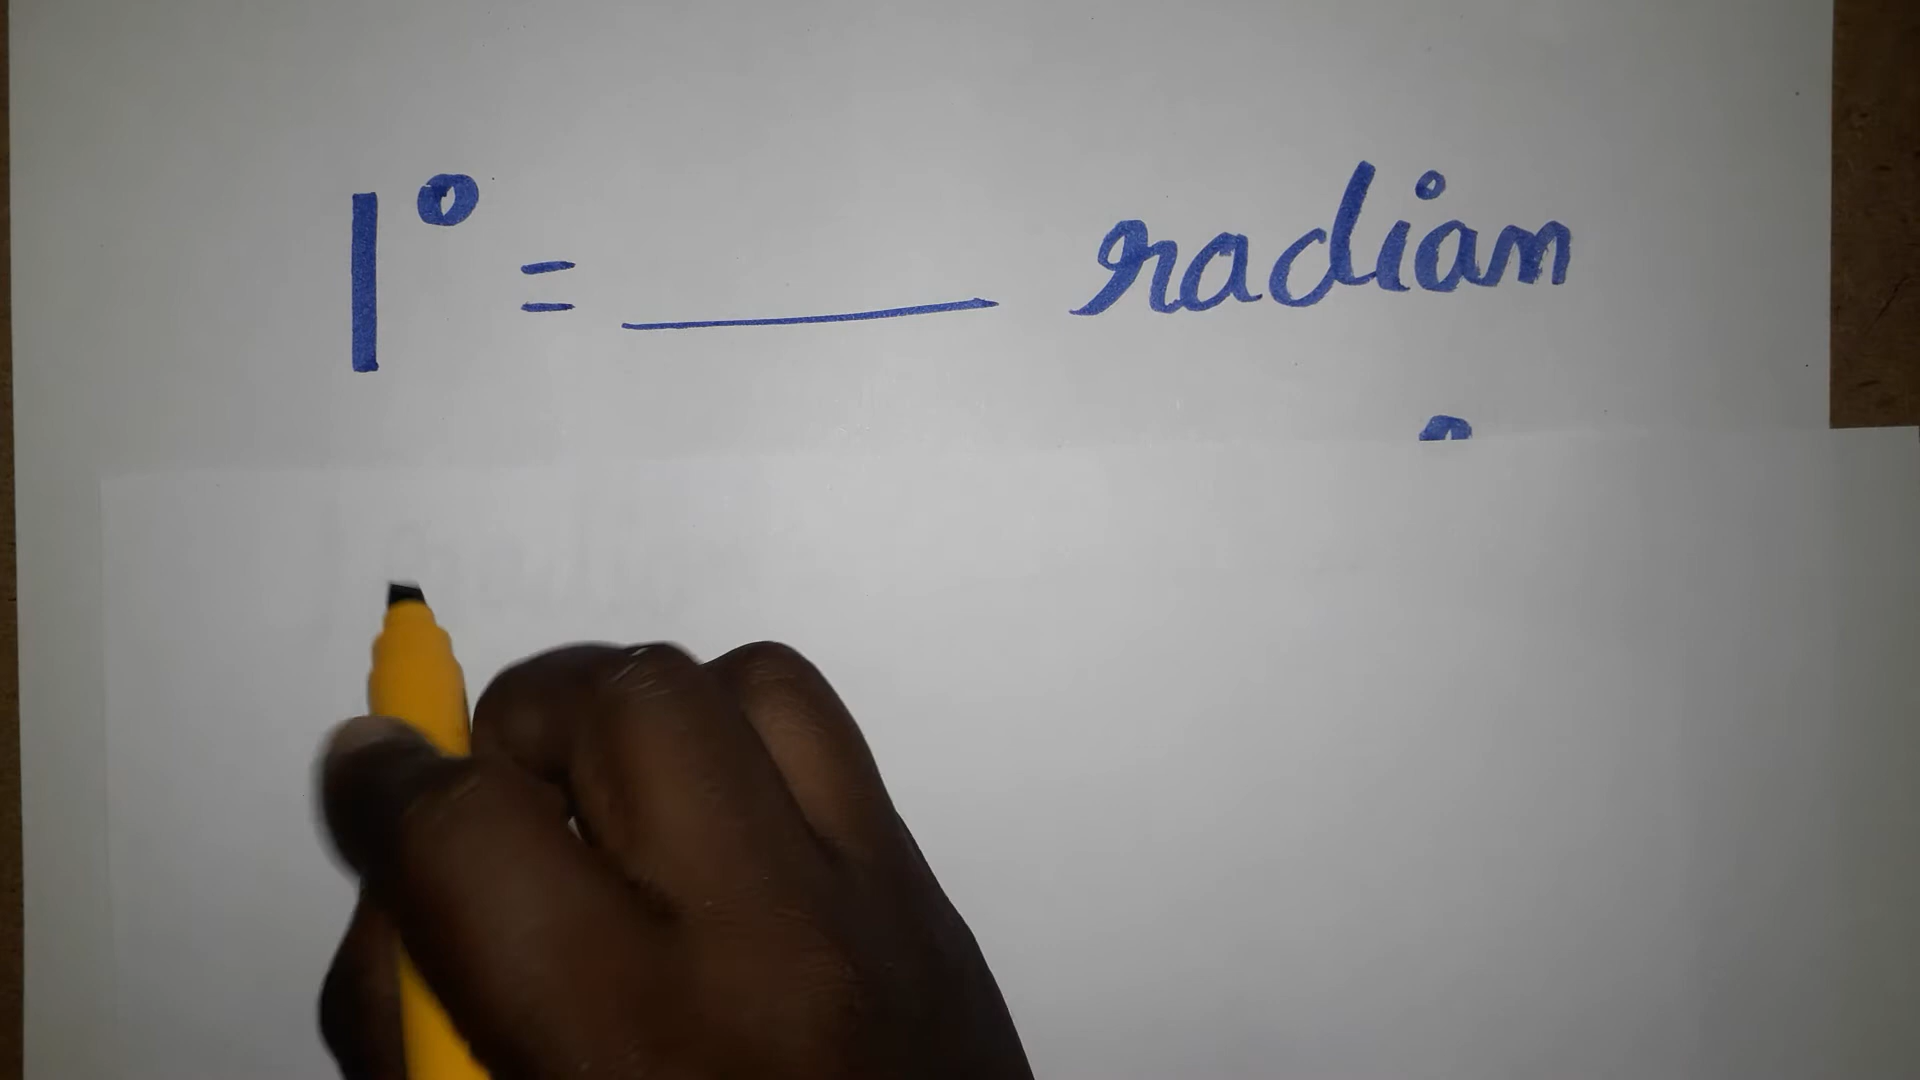 1° = ______ radian